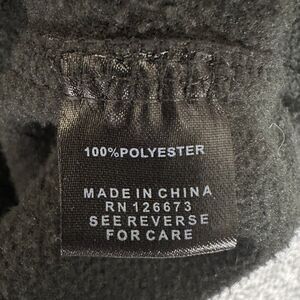 100%POLYESTER
MADE IN CHINA
RN 126673
SEE REVERSE
FOR CARE